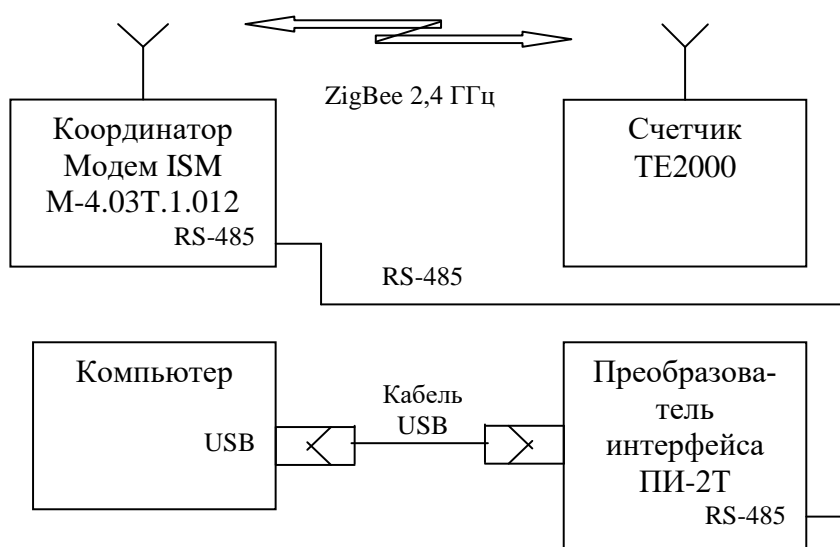 ZigBee 2,4 ГГц
Координатор
Модем ISM
М-4.03Т.1.012
RS-485
Счетчик
ТЕ2000
RS-485
Компьютер
USB
Кабель
USB
Преобразова-
тель
интерфейса
ПИ-2Т
RS-485